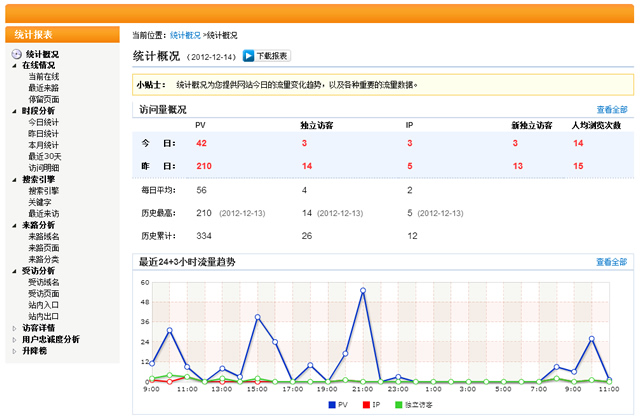 统计报表
统计概况
在线情况
当前在线
最近来路
停留页面
时段分析
今日统计
昨日统计
本月统计
最近30天
访问明细
搜索引擎
搜索引擎
关键字
最近来访
来路分析
来路域名
来路页面
来路分类
受访分析
受访域名
受访页面
站内入口
站内出口
访客详情
用户忠诚度分析
升降榜
当前位置：统计概况 >统计概况
统计概况 (2012-12-14) 下载报表
小贴士： 统计概况为您提供网站今日的流量变化趋势，以及各种重要的流量数据。
访问量概况 查看全部
PV 独立访客 IP 新独立访客 人均浏览次数
今 日： 42 3 3 3 14
昨 日： 210 14 5 13 15
每日平均： 56 4 2
历史最高： 210 (2012-12-13) 14 (2012-12-13) 5 (2012-12-13)
历史累计： 334 26 12
最近24+3小时流量趋势 查看全部
60
48
36
24
12
0
9:00 11:00 13:00 15:00 17:00 19:00 21:00 23:00 1:00 3:00 5:00 7:00 9:00 11:00
PV IP 独立访客